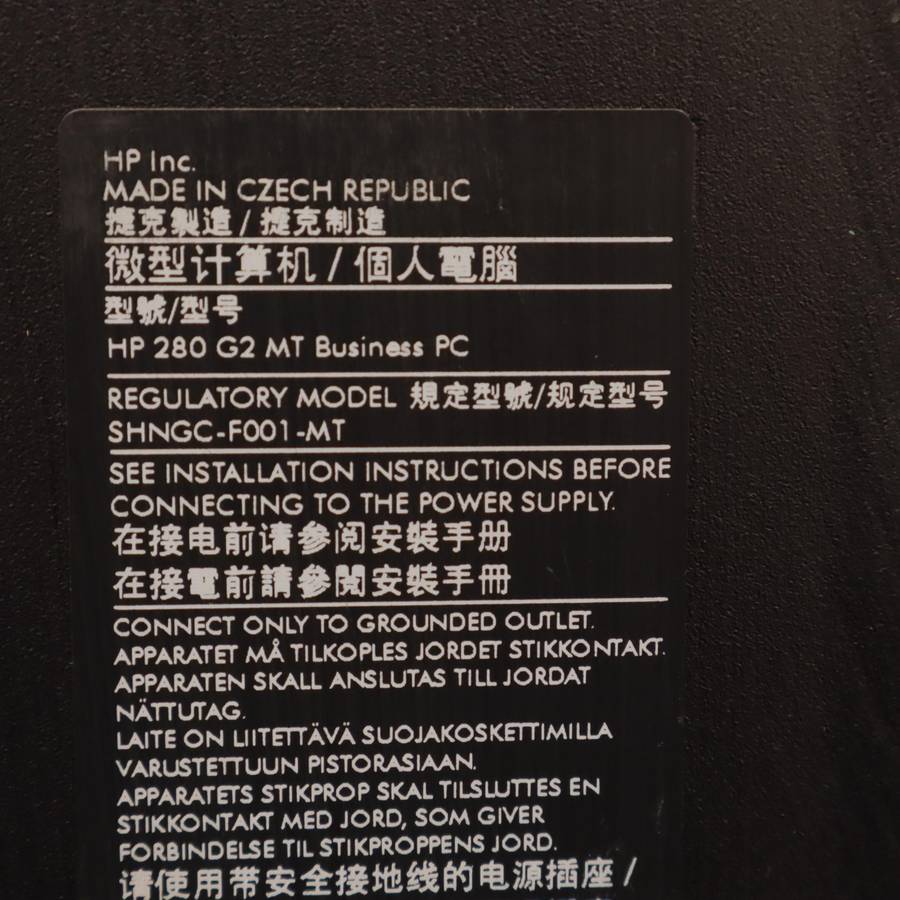 HP Inc.
MADE IN CZECH REPUBLIC
捷克製造 / 捷克制造
微型计算机 / 個人電腦
型號/型号
HP 280 G2 MT Business PC
REGULATORY MODEL 規定型號/规定型号
SHNGC-F001-MT
SEE INSTALLATION INSTRUCTIONS BEFORE
CONNECTING TO THE POWER SUPPLY.
在接电前请参阅安装手册
在接電前請參閱安裝手冊
CONNECT ONLY TO GROUNDED OUTLET.
APPARATET MÅ TILKOPLES JORDET STIKKONTAKT.
APPARATEN SKALL ANSLUTAS TILL JORDAT
NÄTTUTAG.
LAITE ON LIITETTÄVÄ SUOJAKOSKETTIMILLA
VARUSTETTUUN PISTORASIAAN.
APPARATETS STIKPROP SKAL TILSLUTTES EN
STIKKONTAKT MED JORD, SOM GIVER
FORBINDELSE TIL STIKPROPPENS JORD.
请使用带安全接地线的电源插座 /